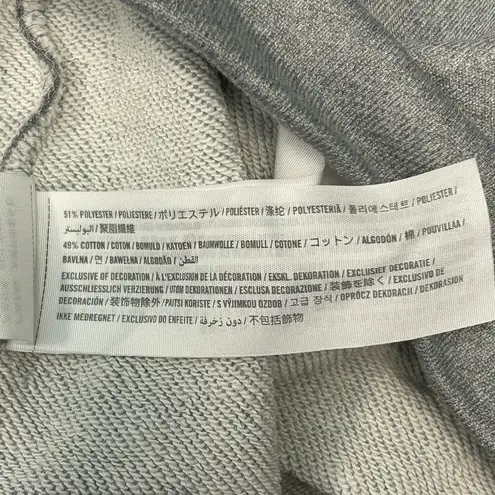 51% POLYESTER / POLIESTERE / ポリエステル / POLIÉSTER / 涤纶 / POLYESTERIÄ / 폴리에스테르 / POLIESTER /
البوليستر / 聚脂纖維
49% COTTON / COTON / BOMULD / KATOEN / BAUMWOLLE / BOMULL / COTONE / コットン / ALGODÓN / 棉 / PUUVILLAA /
BAVLNA / 면 / BAWEŁNA / ALGODÃO / القطن
EXCLUSIVE OF DECORATION / A L'EXCLUSION DE LA DÉCORATION / EKSKL. DEKORATION / EXCLUSIEF DECORATIE /
AUSSCHLIESSLICH VERZIERUNG / UTOM DEKORATIONEN / ESCLUSA DECORAZIONE / 装飾を除く / EXCLUSIVO DE
DECORACIÓN / 装饰物除外 / PAITSI KORISTE / S VÝJIMKOU OZDOB / 고급 장식 / OPRÓCZ DEKORACJI / DEKORASJON
IKKE MEDREGNET / EXCLUSIVO DO ENFEITE / دون زخرفة / 不包括飾物